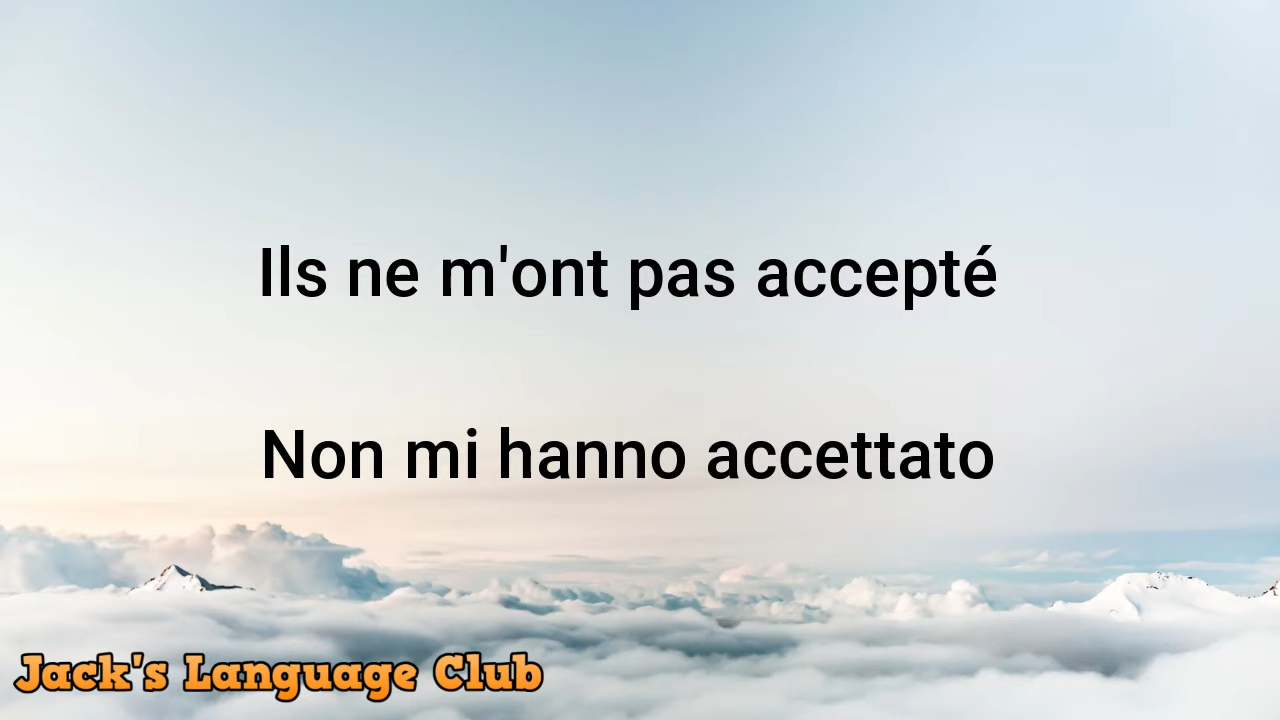 Ils ne m'ont pas accepté
Non mi hanno accettato
Jack's Language Club